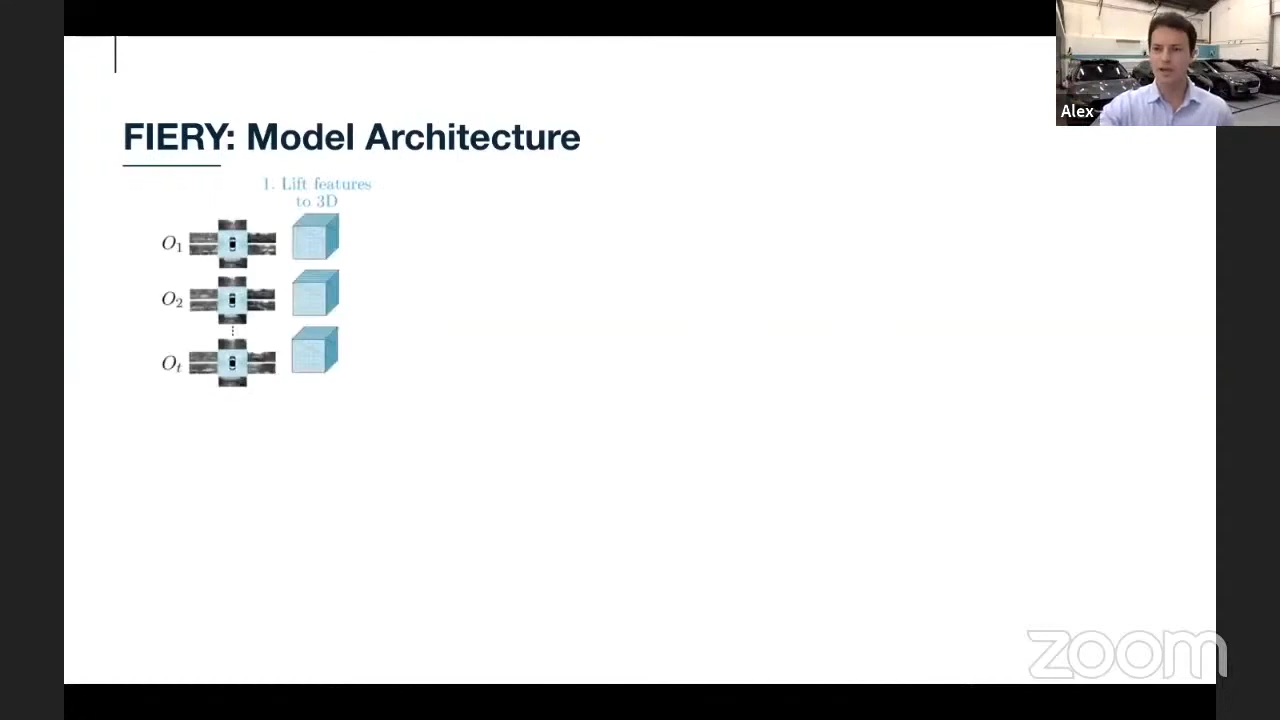 Alex
FIERY: Model Architecture
1. Lift features
to 3D
O1
O2
Ot
zoom